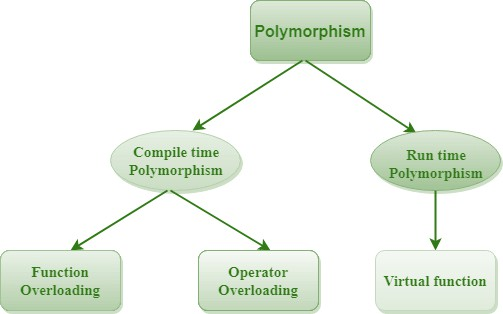 Polymorphism
Compile time
Polymorphism
Run time
Polymorphism
Function
Overloading
Operator
Overloading
Virtual function